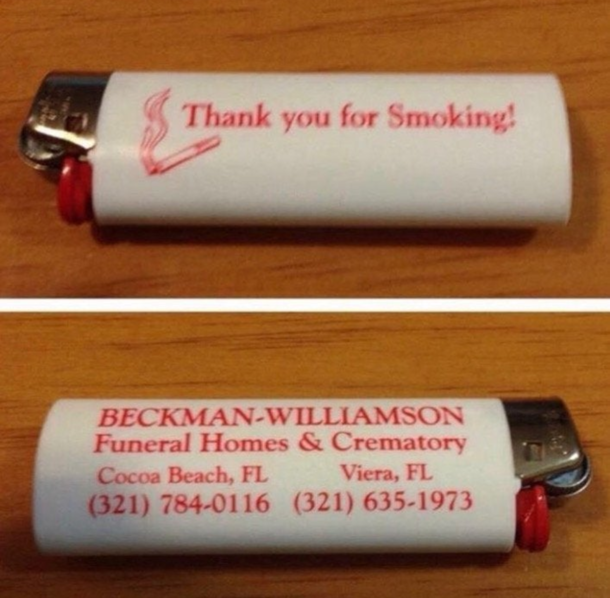 Thank you for Smoking!
BECKMAN-WILLIAMSON
Funeral Homes & Crematory
Cocoa Beach, FL Viera, FL
(321) 784-0116 (321) 635-1973